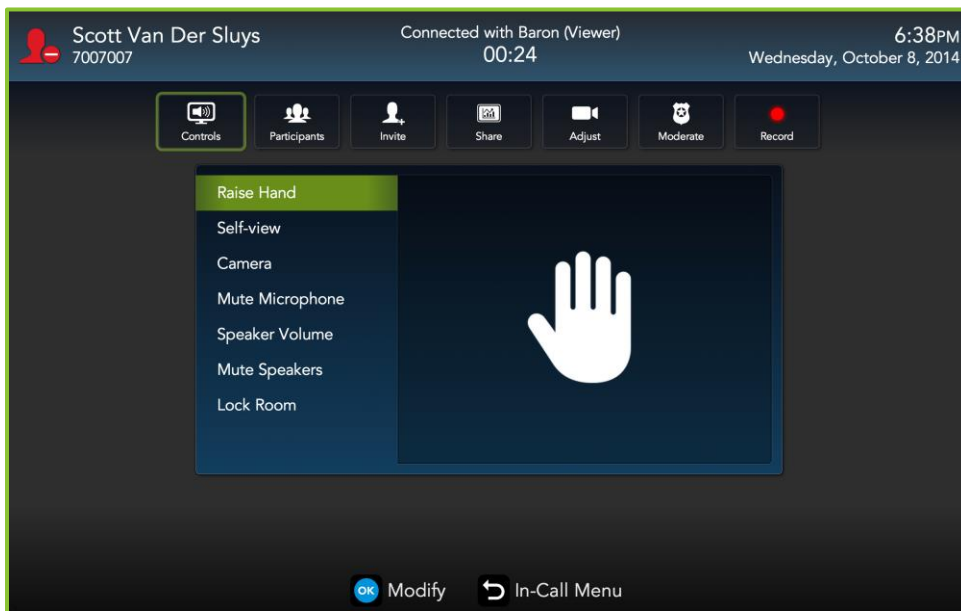 Scott Van Der Sluys
7007007
Connected with Baron (Viewer)
00:24
6:38PM
Wednesday, October 8, 2014
Controls
Participants
Invite
Share
Adjust
Moderate
Record
Raise Hand
Self-view
Camera
Mute Microphone
Speaker Volume
Mute Speakers
Lock Room
OK Modify
In-Call Menu